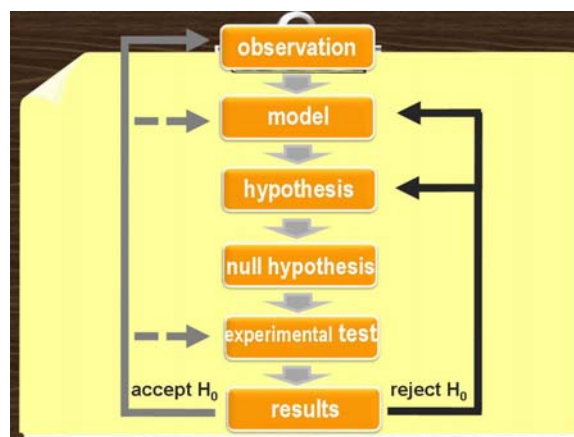 observation
model
hypothesis
null hypothesis
experimental test
accept H₀
results
reject H₀